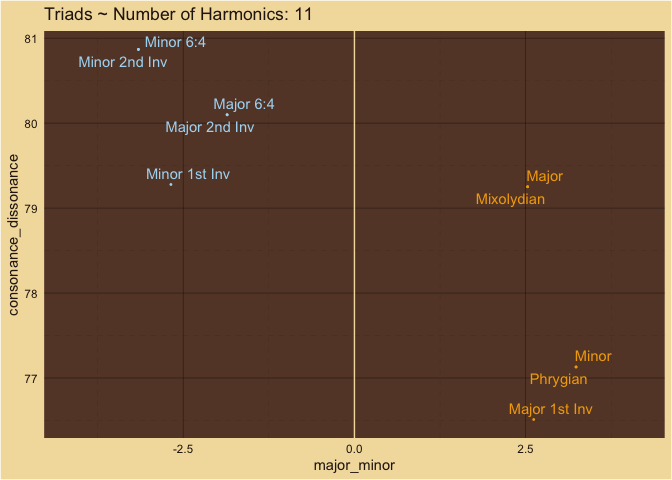 Triads ~ Number of Harmonics: 11
consonance_dissonance
81
80
79
78
77
Minor 6:4
Minor 2nd Inv
Major 6:4
Major 2nd Inv
Minor 1st Inv
Major
Mixolydian
Minor
Phrygian
Major 1st Inv
-2.5
0.0
2.5
major_minor